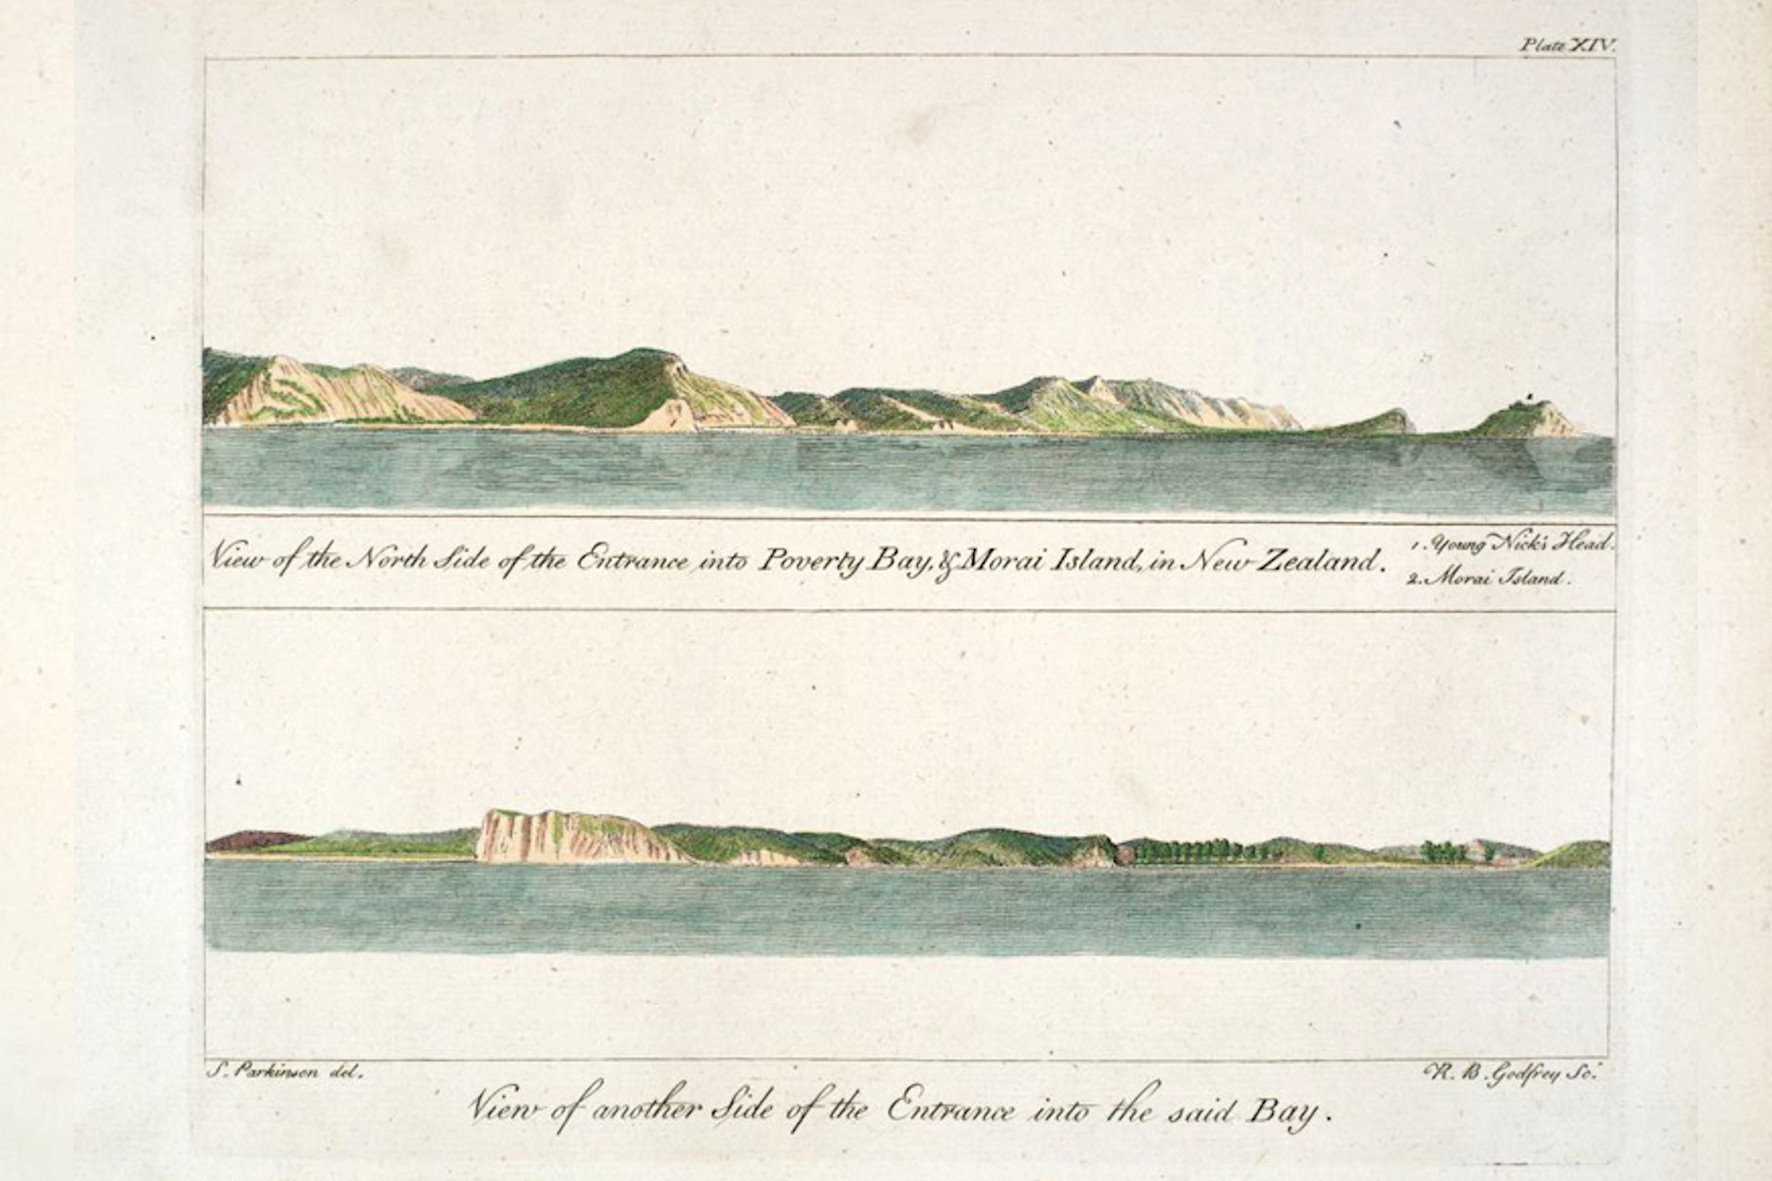 Plate XIV.
View of the North Side of the Entrance into Poverty Bay, & Morai Island, in New Zealand.
1. Young Nick's Head.
2. Morai Island.
S. Parkinson del.
R. B. Godfrey Sc.
View of another Side of the Entrance into the said Bay.